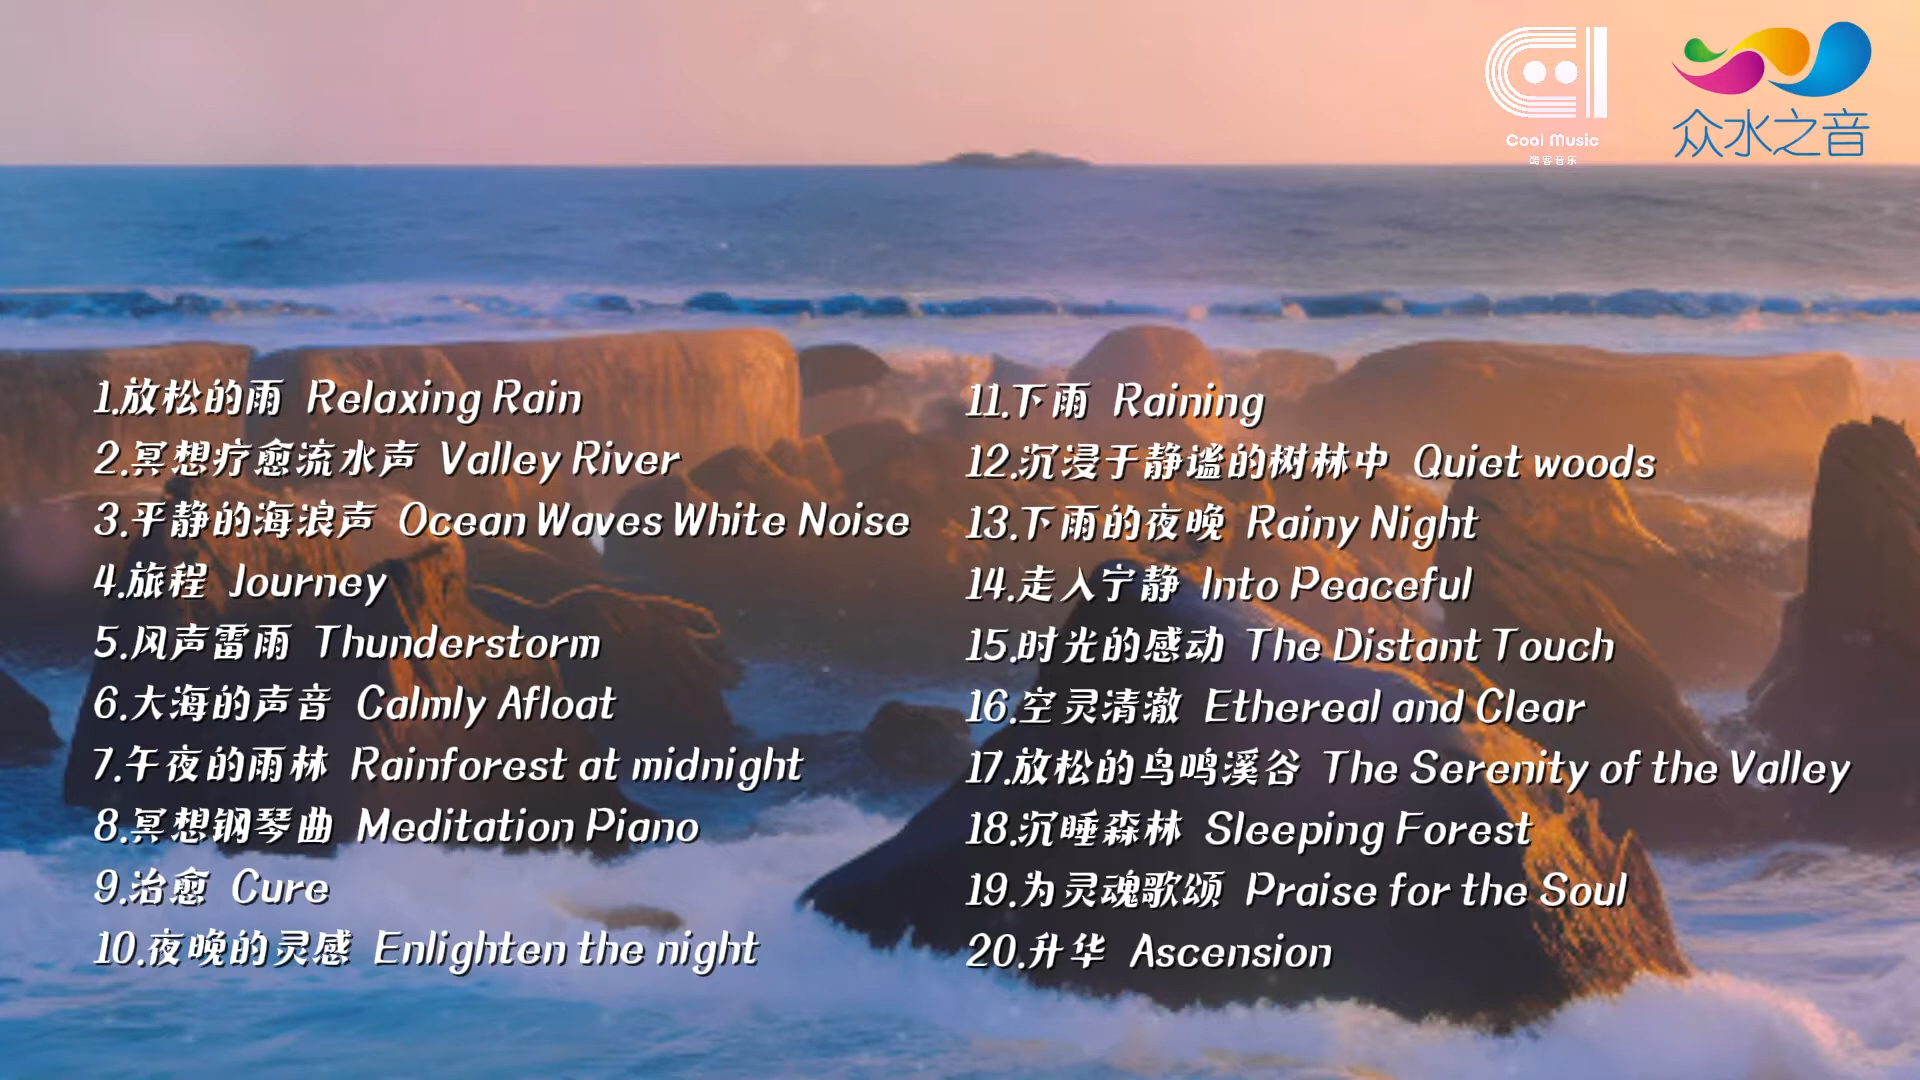 Cool Music
酷客音乐
众水之音
1.放松的雨 Relaxing Rain
2.冥想疗愈流水声 Valley River
3.平静的海浪声 Ocean Waves White Noise
4.旅程 Journey
5.风声雷雨 Thunderstorm
6.大海的声音 Calmly Afloat
7.午夜的雨林 Rainforest at midnight
8.冥想钢琴曲 Meditation Piano
9.治愈 Cure
10.夜晚的灵感 Enlighten the night
11.下雨 Raining
12.沉浸于静谧的树林中 Quiet woods
13.下雨的夜晚 Rainy Night
14.走入宁静 Into Peaceful
15.时光的感动 The Distant Touch
16.空灵清澈 Ethereal and Clear
17.放松的鸟鸣溪谷 The Serenity of the Valley
18.沉睡森林 Sleeping Forest
19.为灵魂歌颂 Praise for the Soul
20.升华 Ascension